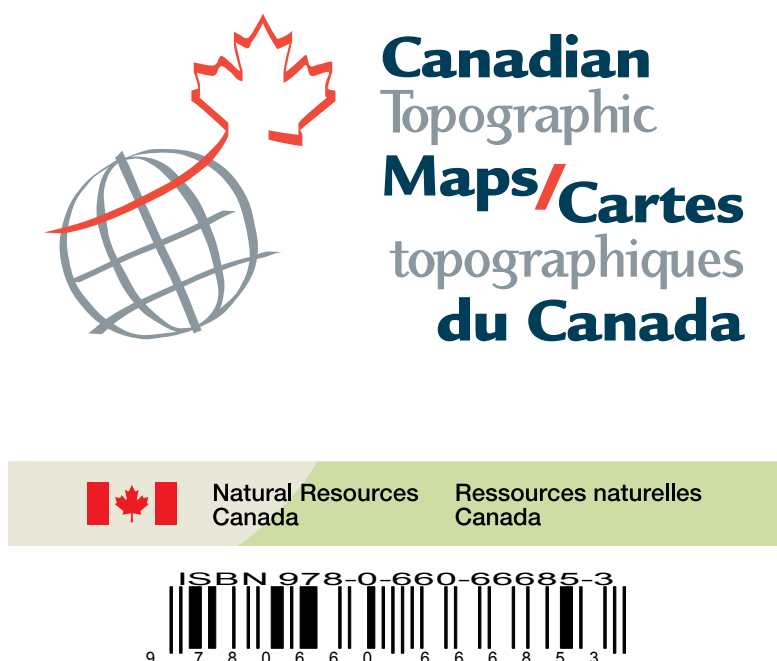 Canadian
Topographic
Maps/Cartes
topographiques
du Canada
Natural Resources
Canada
Ressources naturelles
Canada
ISBN 978-0-660-66685-3
9 780660 666853